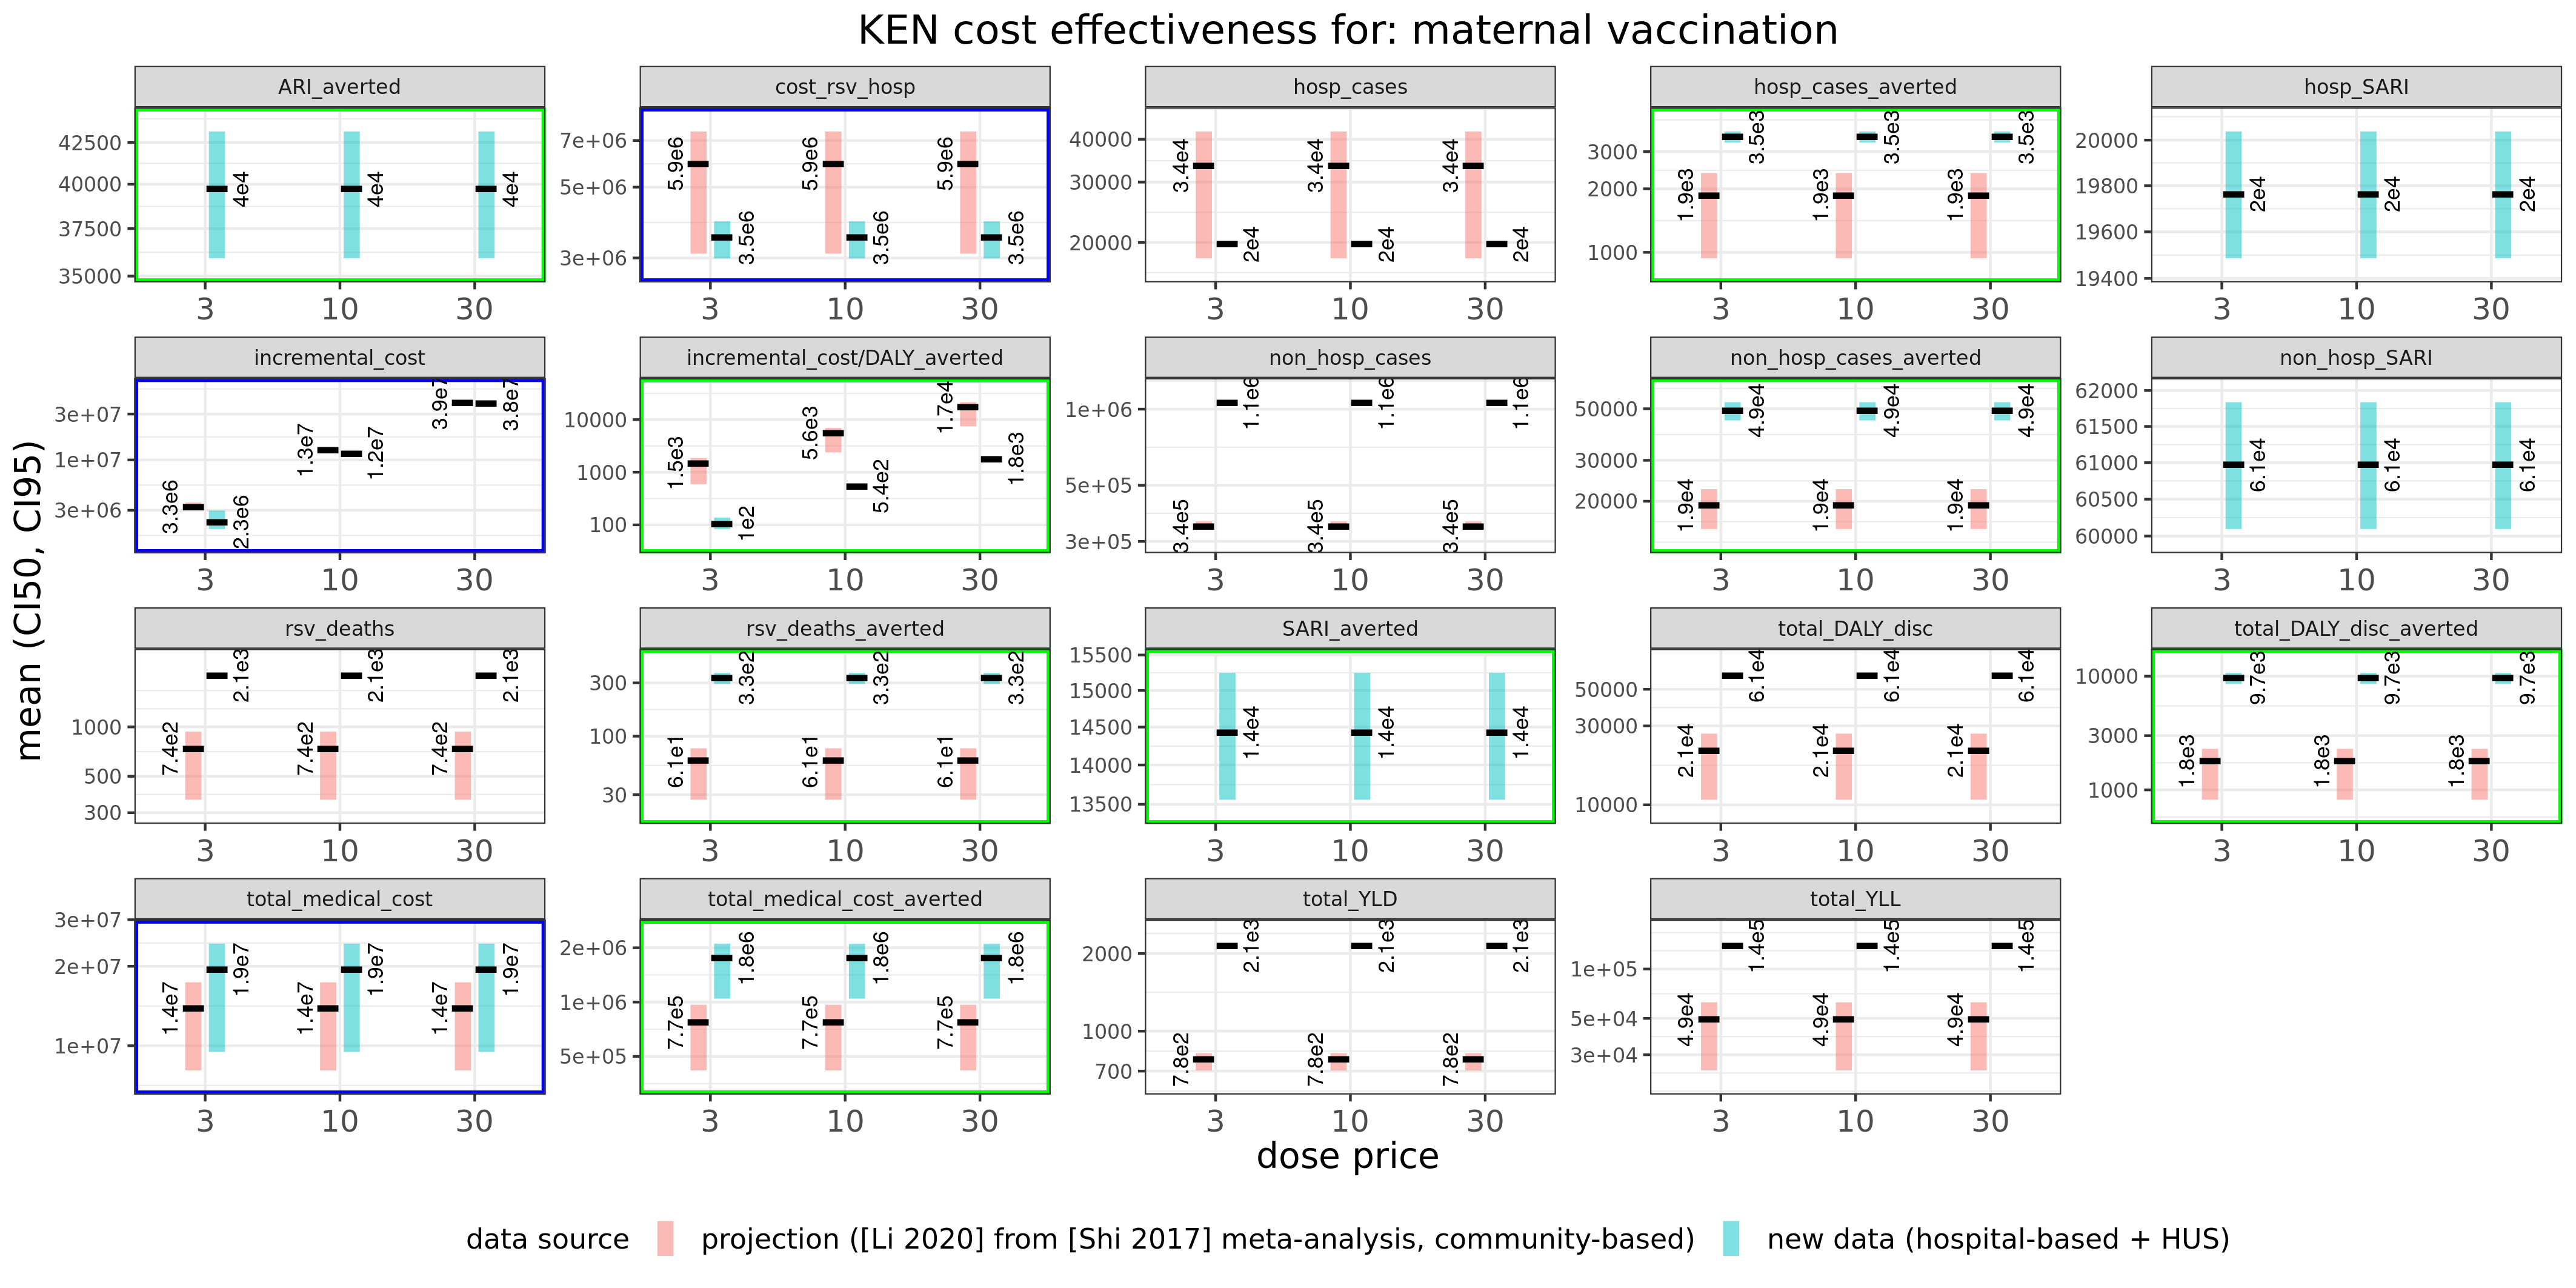 KEN cost effectiveness for: maternal vaccination
mean (CI50, CI95)
ARI_averted
42500
40000
37500
35000
4e4 4e4 4e4
3 10 30
cost_rsv_hosp
7e+06
5e+06
3e+06
5.9e6 5.9e6 5.9e6
3.5e6 3.5e6 3.5e6
3 10 30
hosp_cases
40000
30000
20000
3.4e4 3.4e4 3.4e4
2e4 2e4 2e4
3 10 30
hosp_cases_averted
3000
2000
1000
3.5e3 3.5e3 3.5e3
1.9e3 1.9e3 1.9e3
3 10 30
hosp_SARI
20000
19800
19600
19400
2e4 2e4 2e4
3 10 30
incremental_cost
3e+07
1e+07
3e+06
3.3e6 1.3e7 3.9e7
2.3e6 1.2e7 3.8e7
3 10 30
incremental_cost/DALY_averted
10000
1000
100
1.5e3 5.6e3 1.7e4
1e2 5.4e2 1.8e3
3 10 30
non_hosp_cases
1e+06
5e+05
3e+05
1.1e6 1.1e6 1.1e6
3.4e5 3.4e5 3.4e5
3 10 30
non_hosp_cases_averted
50000
30000
20000
4.9e4 4.9e4 4.9e4
1.9e4 1.9e4 1.9e4
3 10 30
non_hosp_SARI
62000
61500
61000
60500
60000
6.1e4 6.1e4 6.1e4
3 10 30
rsv_deaths
1000
500
300
2.1e3 2.1e3 2.1e3
7.4e2 7.4e2 7.4e2
3 10 30
rsv_deaths_averted
300
100
30
3.3e2 3.3e2 3.3e2
6.1e1 6.1e1 6.1e1
3 10 30
SARI_averted
15500
15000
14500
14000
13500
1.4e4 1.4e4 1.4e4
3 10 30
total_DALY_disc
50000
30000
10000
6.1e4 6.1e4 6.1e4
2.1e4 2.1e4 2.1e4
3 10 30
total_DALY_disc_averted
10000
3000
1000
9.7e3 9.7e3 9.7e3
1.8e3 1.8e3 1.8e3
3 10 30
total_medical_cost
3e+07
2e+07
1e+07
1.4e7 1.4e7 1.4e7
1.9e7 1.9e7 1.9e7
3 10 30
total_medical_cost_averted
2e+06
1e+06
5e+05
1.8e6 1.8e6 1.8e6
7.7e5 7.7e5 7.7e5
3 10 30
total_YLD
2000
1000
700
2.1e3 2.1e3 2.1e3
7.8e2 7.8e2 7.8e2
3 10 30
total_YLL
1e+05
5e+04
3e+04
1.4e5 1.4e5 1.4e5
4.9e4 4.9e4 4.9e4
3 10 30
dose price
data source projection ([Li 2020] from [Shi 2017] meta-analysis, community-based) new data (hospital-based + HUS)